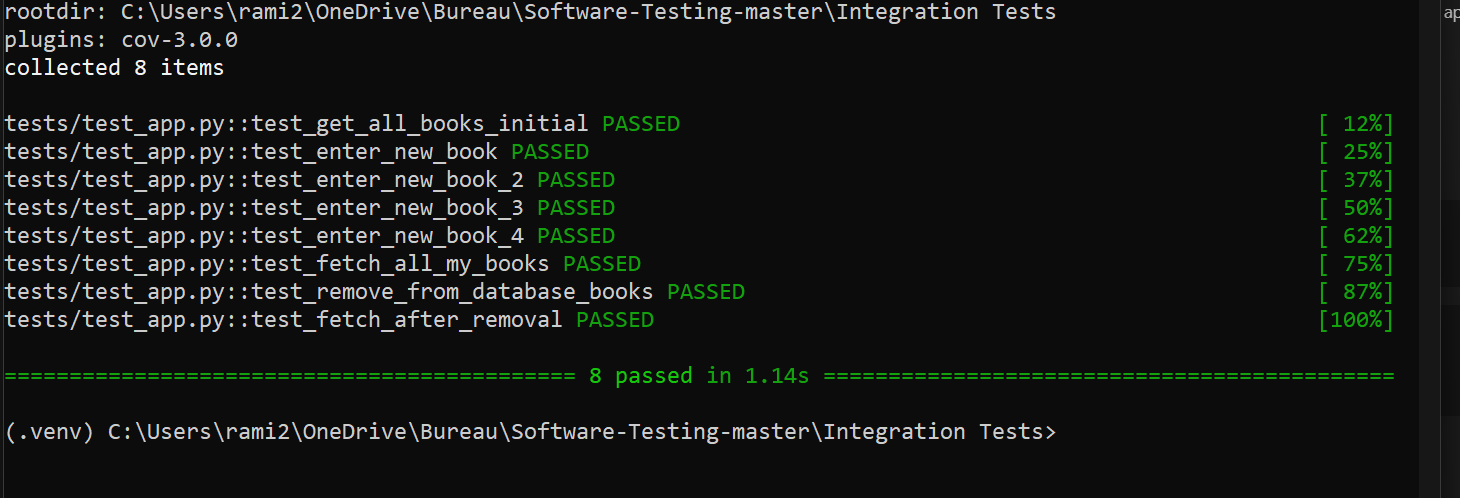 rootdir: C:\Users\rami2\OneDrive\Bureau\Software-Testing-master\Integration Tests
plugins: cov-3.0.0
collected 8 items
tests/test_app.py::test_get_all_books_initial PASSED [ 12%]
tests/test_app.py::test_enter_new_book PASSED [ 25%]
tests/test_app.py::test_enter_new_book_2 PASSED [ 37%]
tests/test_app.py::test_enter_new_book_3 PASSED [ 50%]
tests/test_app.py::test_enter_new_book_4 PASSED [ 62%]
tests/test_app.py::test_fetch_all_my_books PASSED [ 75%]
tests/test_app.py::test_remove_from_database_books PASSED [ 87%]
tests/test_app.py::test_fetch_after_removal PASSED [100%]
============================================ 8 passed in 1.14s ============================================
(.venv) C:\Users\rami2\OneDrive\Bureau\Software-Testing-master\Integration Tests>